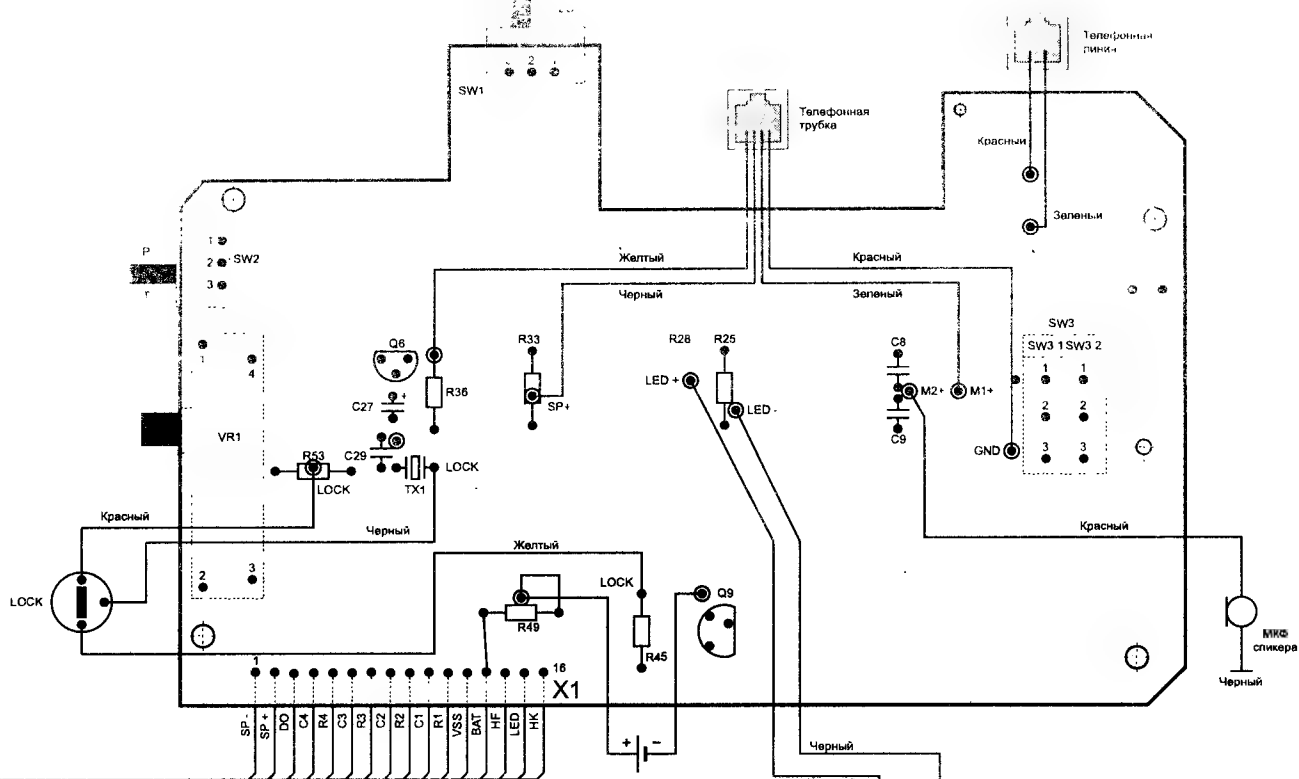 Телефонная
линия
SW1
2
Телефонная
трубка
Красный
Зеленый
P
T
1
2
3
SW2
Желтый
Красный
Черный
Зеленый
SW3
SW3 1 SW3 2
1 1
2 2
3 3
1
4
Q6
R36
C27
+
C29
R33
SP+
R28
R25
LED +
LED -
C8
M2+
M1+
C9
GND
VR1
R53
LOCK
TX1
LOCK
Красный
Черный
Желтый
Красный
2
3
LOCK
LOCK
R49
Q9
R45
МКФ
спикера
Черный
1
16
X1
SP -
SP +
DO
C4
R4
C3
R3
C2
R2
C1
R1
VSS
BAT
HF
LED
HK
+
−
Черный